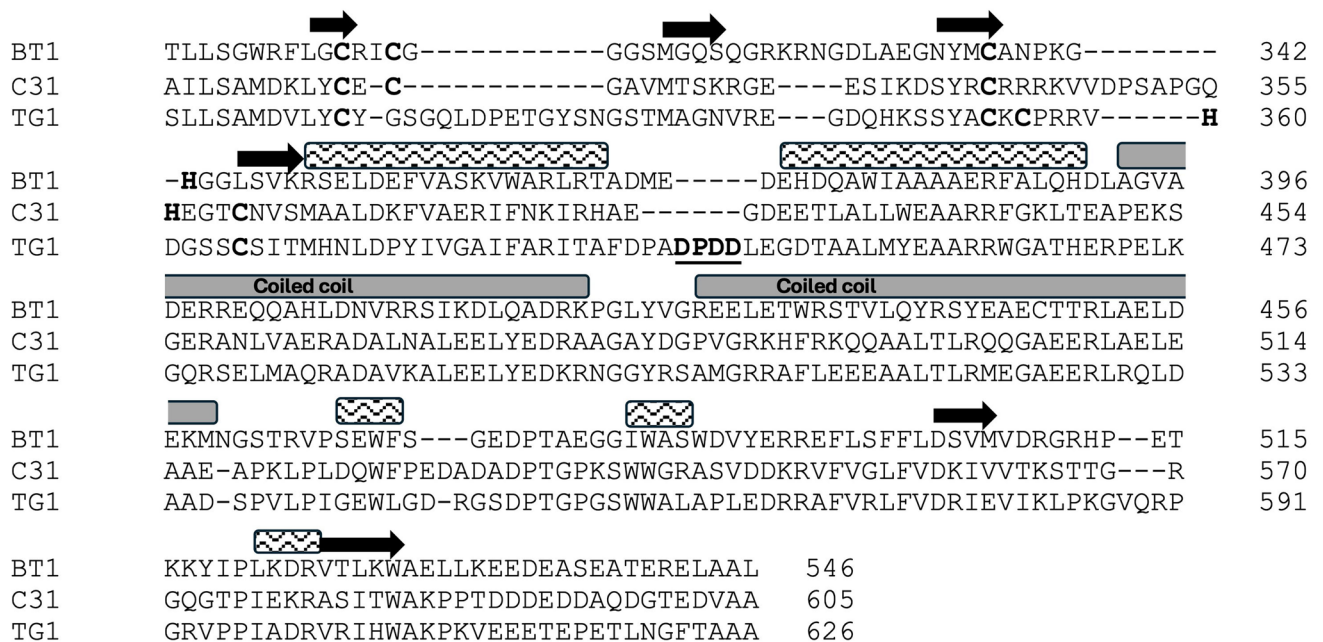 BT1 TLLSGWRFLGCRICG-----------GGSMGQSQGRKRNGDLAEGNYMCANPKG-------- 342
C31 AILSAMDKLYCE-C------------GAVMTSKRGE----ESIKDSYRCRRRKVVDPSAPGQ 355
TG1 SLLSAMDVLYCY-GSGQLDPETGYSNGSTMAGNVRE---GDQHKSSYACKCPRRV------H 360
BT1 -HGGLSVKRSELDEFVASKVWARLRTADME-----DEHDQAWIAAAAERFALQHDLAGVA 396
C31 HEGTCNVSMAALDKFVAERIFNKIRHAE------GDEETLALLWEAARRFGKLTEAPEKS 454
TG1 DGSSCSITMHNLDPYIVGAIFARITAFDPADPDDLEGDTAALMYEAARRWGATHERPELK 473
Coiled coil Coiled coil
BT1 DERREQQAHLDNVRRSIKDLQADRKPGLYVGREELETWRSTVLQYRSYEAECTTRLAELD 456
C31 GERANLVAERADALNALEELYEDRAAGAYDGPVGRKHFRKQQAALTLRQQGAEERLAELE 514
TG1 GQRSELMAQRADAVKALEELYEDKRNGGYRSAMGRRAFLEEEAALTLRMEGAEERLRQLD 533
BT1 EKMNGSTRVPSEWFS---GEDPTAEGGIWASWDVYERREFLSFFLDSVMVDRGRHP--ET 515
C31 AAE-APKLPLDQWFPEDADADPTGPKSWWGRASVDDKRVFVGLFVDKIVVTKSTTG---R 570
TG1 AAD-SPVLPIGEWLGD-RGSDPTGPGSWWALAPLEDRRAFVRLFVDRIEVIKLPKGVQRP 591
BT1 KKYIPLKDRVTLKWAELLKEEDEASEATERELAAL 546
C31 GQGTPIEKRASITWAKPPTDDDEDDAQDGTEDVAA 605
TG1 GRVPPIADRVRIHWAKPKVEEETEPETLNGFTAAA 626